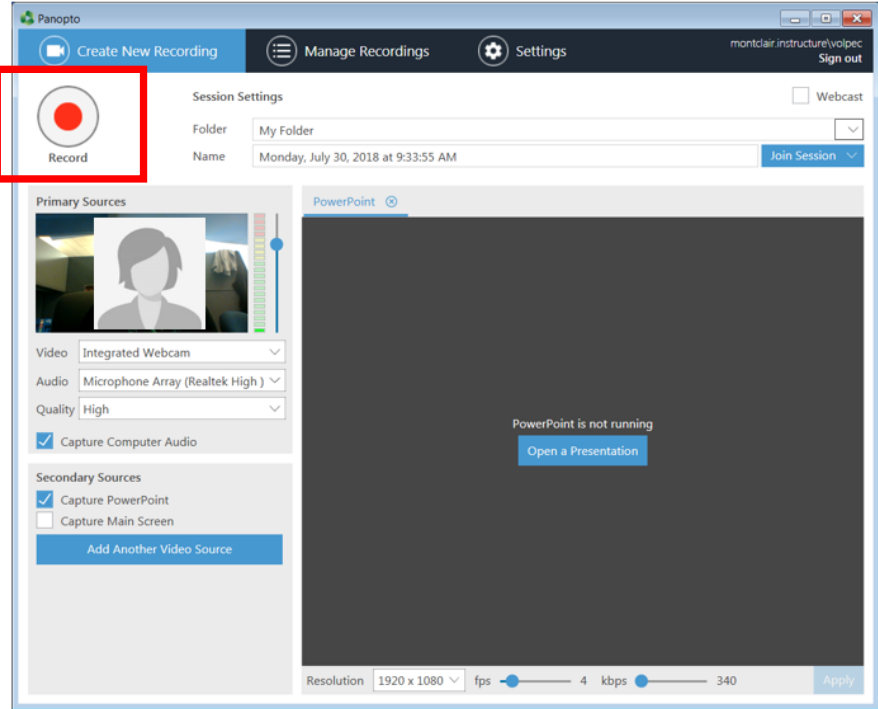 Panopto
Create New Recording
Manage Recordings
Settings
montclair.instructure\volpec
Sign out
Record
Session Settings
Webcast
Folder
My Folder
Name
Monday, July 30, 2018 at 9:33:55 AM
Join Session
Primary Sources
Video
Integrated Webcam
Audio
Microphone Array (Realtek High )
Quality
High
Capture Computer Audio
Secondary Sources
Capture PowerPoint
Capture Main Screen
Add Another Video Source
PowerPoint
PowerPoint is not running
Open a Presentation
Resolution
1920 x 1080
fps
4
kbps
340
Apply